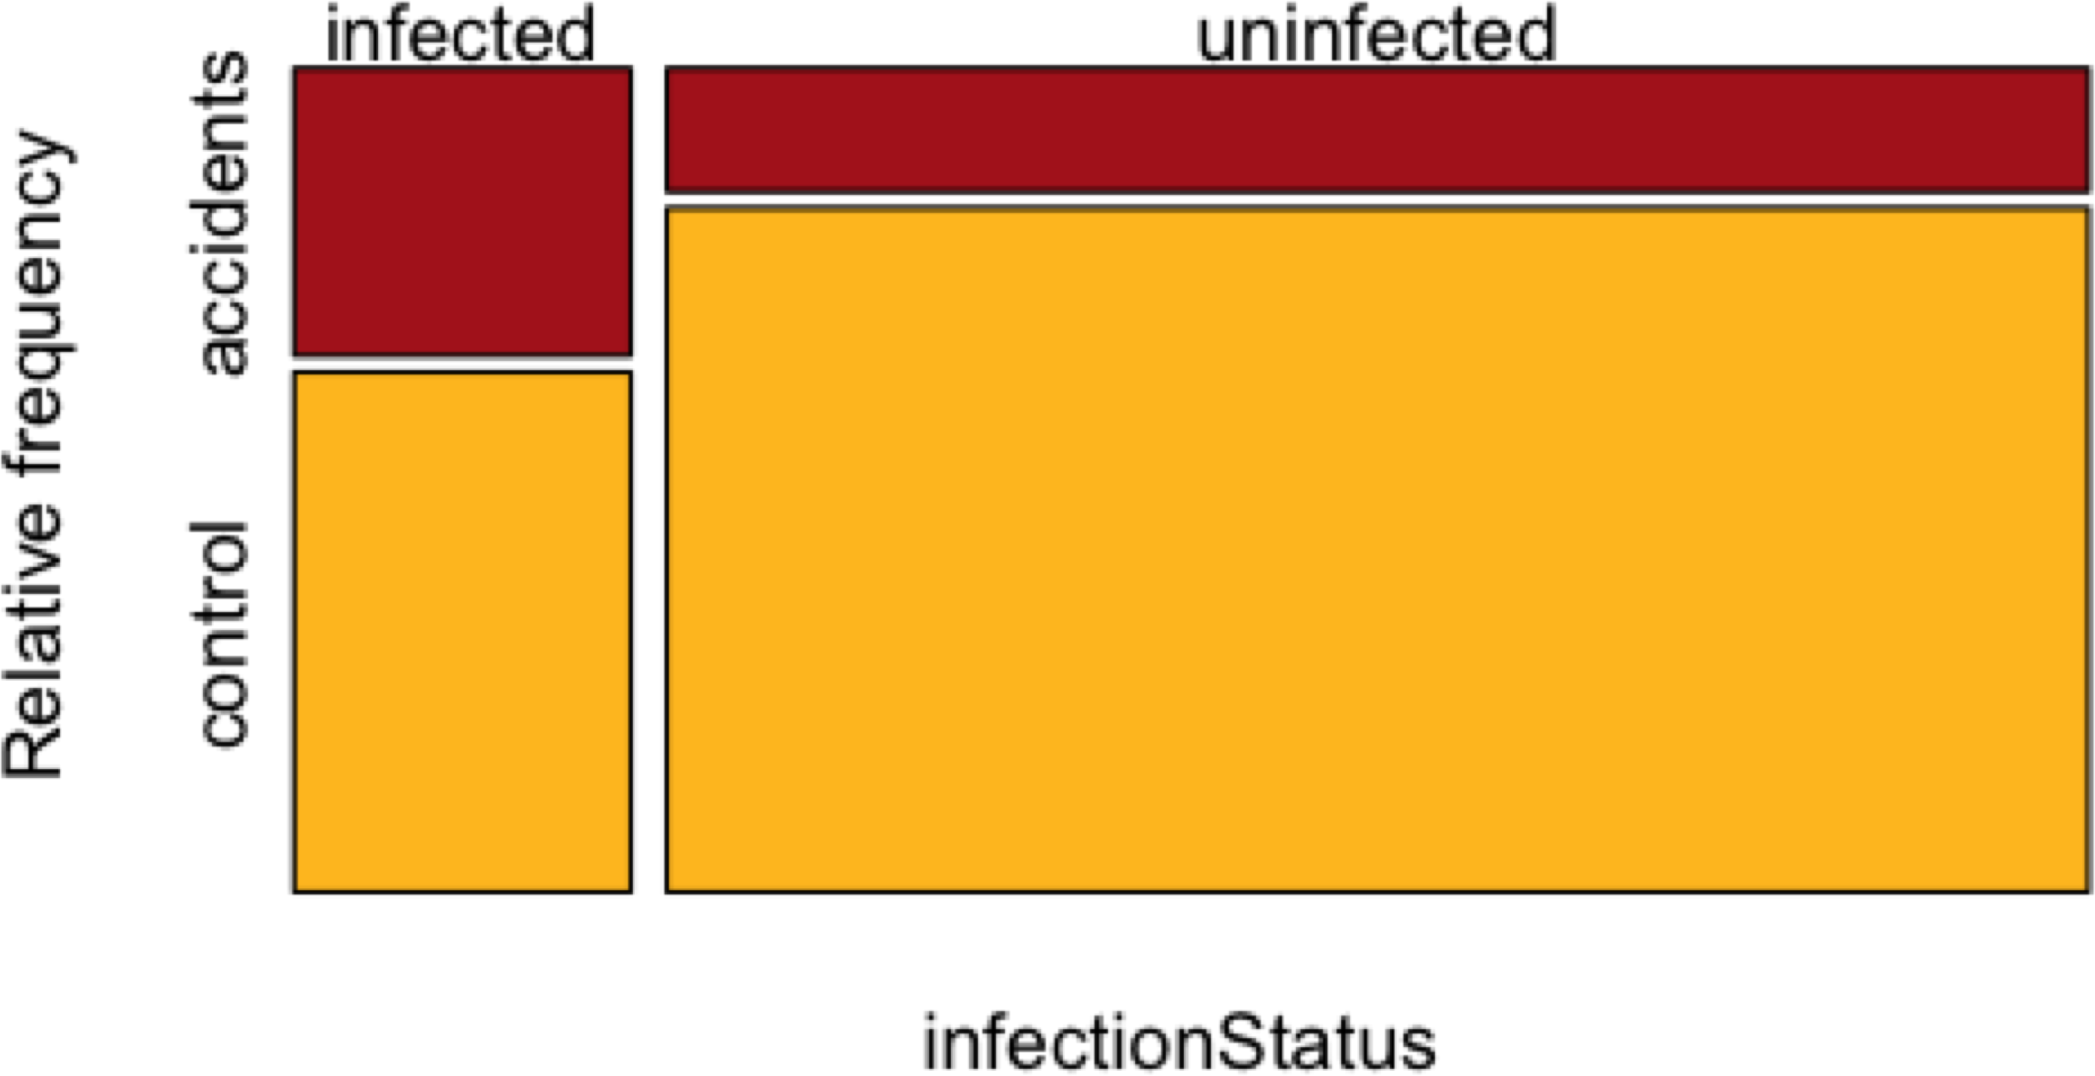 infected
uninfected
Relative frequency
accidents
control
infectionStatus